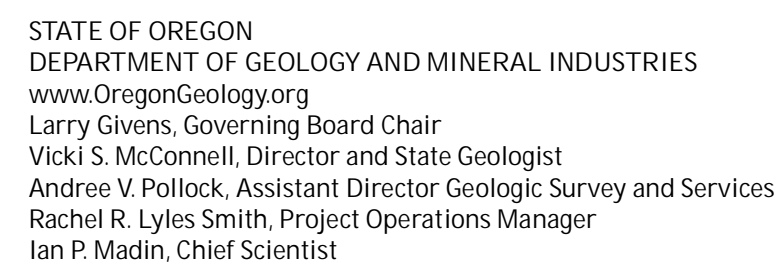 STATE OF OREGON
DEPARTMENT OF GEOLOGY AND MINERAL INDUSTRIES
www.OregonGeology.org
Larry Givens, Governing Board Chair
Vicki S. McConnell, Director and State Geologist
Andree V. Pollock, Assistant Director Geologic Survey and Services
Rachel R. Lyles Smith, Project Operations Manager
Ian P. Madin, Chief Scientist